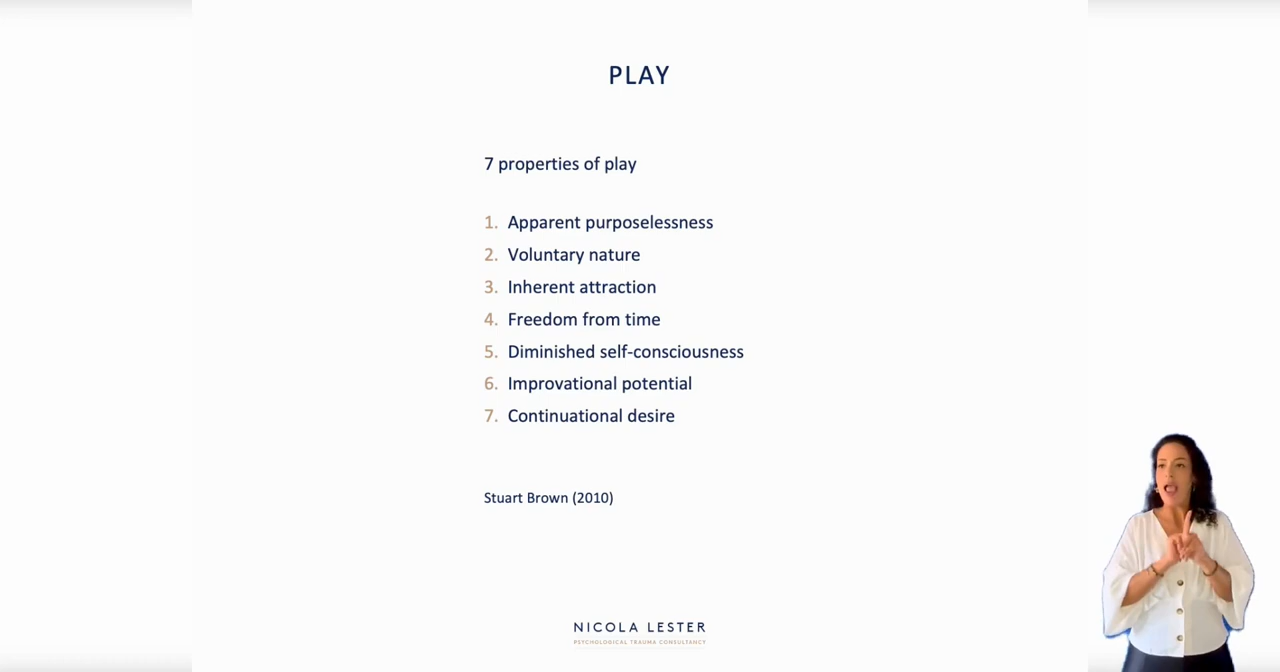 PLAY
7 properties of play
1. Apparent purposelessness
2. Voluntary nature
3. Inherent attraction
4. Freedom from time
5. Diminished self-consciousness
6. Improvational potential
7. Continuational desire
Stuart Brown (2010)
NICOLA LESTER
PSYCHOLOGICAL TRAUMA CONSULTANCY